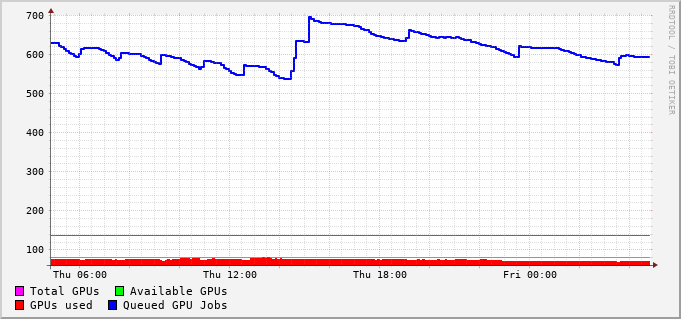 700
600
500
400
300
200
100
Thu 06:00 Thu 12:00 Thu 18:00 Fri 00:00
Total GPUs Available GPUs
GPUs used Queued GPU Jobs
RRDTOOL / TOBI OETIKER